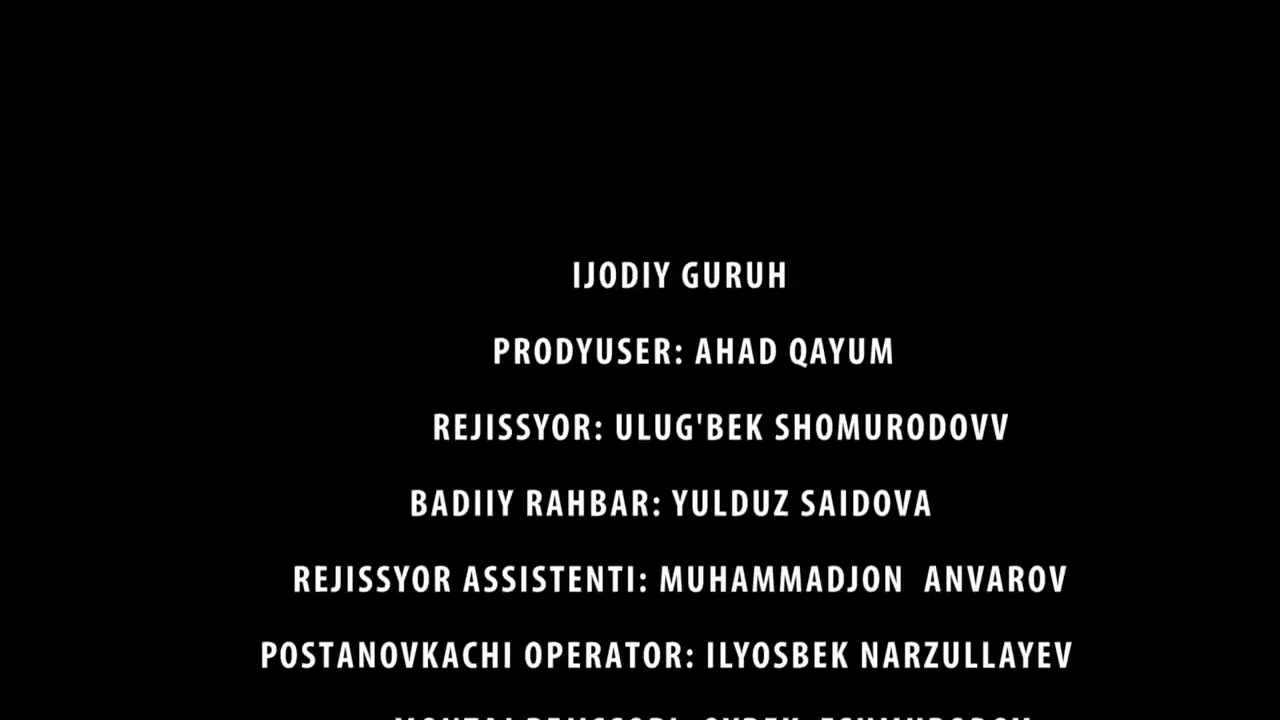 IJODIY GURUH
PRODYUSER: AHAD QAYUM
REJISSYOR: ULUG'BEK SHOMURODOVV
BADIIY RAHBAR: YULDUZ SAIDOVA
REJISSYOR ASSISTENTI: MUHAMMADJON  ANVAROV
POSTANOVKACHI OPERATOR: ILYOSBEK NARZULLAYEV